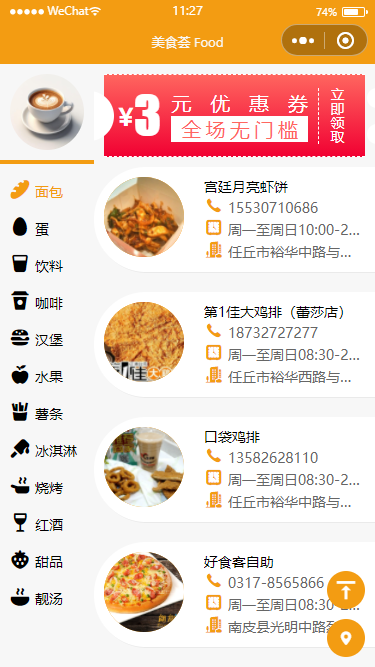 WeChat
11:27
74%
美食荟 Food
¥3
元优惠券
全场无门槛
立即领取
面包
蛋
饮料
咖啡
汉堡
水果
薯条
冰淇淋
烧烤
红酒
甜品
靓汤
宫廷月亮虾饼
15530710686
周一至周日10:00-2...
任丘市裕华中路与...
第1佳大鸡排（蕾莎店）
18732727277
周一至周日08:30-2...
任丘市裕华西路与...
口袋鸡排
13582628110
周一至周日08:30-2...
任丘市裕华中路与...
好食客自助
0317-8565866
周一至周日08:30-2...
南皮县光明中路